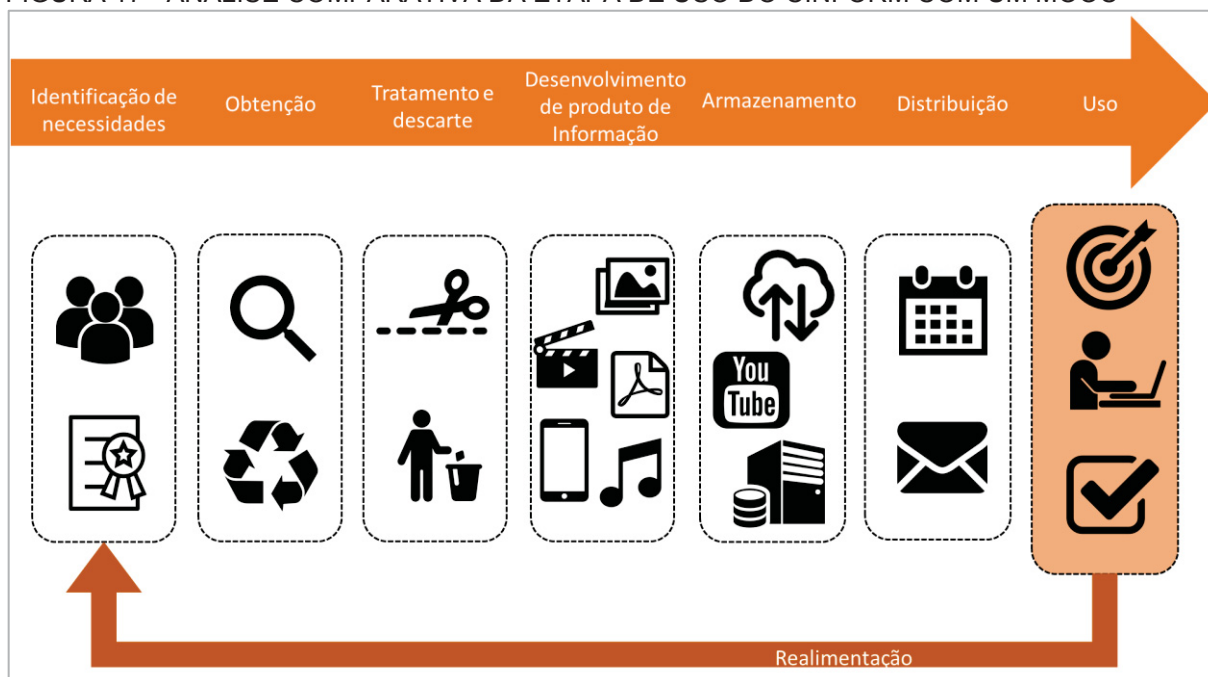 Identificação de
necessidades
Obtenção
Tratamento e
descarte
Desenvolvimento
de produto de
Informação
Armazenamento
Distribuição
Uso
You
Tube
Realimentação